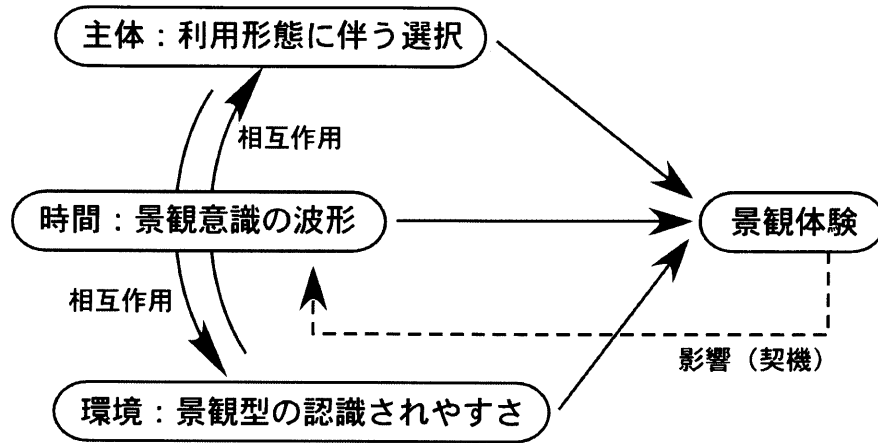 主体：利用形態に伴う選択
相互作用
時間：景観意識の波形
景観体験
相互作用
影響（契機）
環境：景観型の認識されやすさ